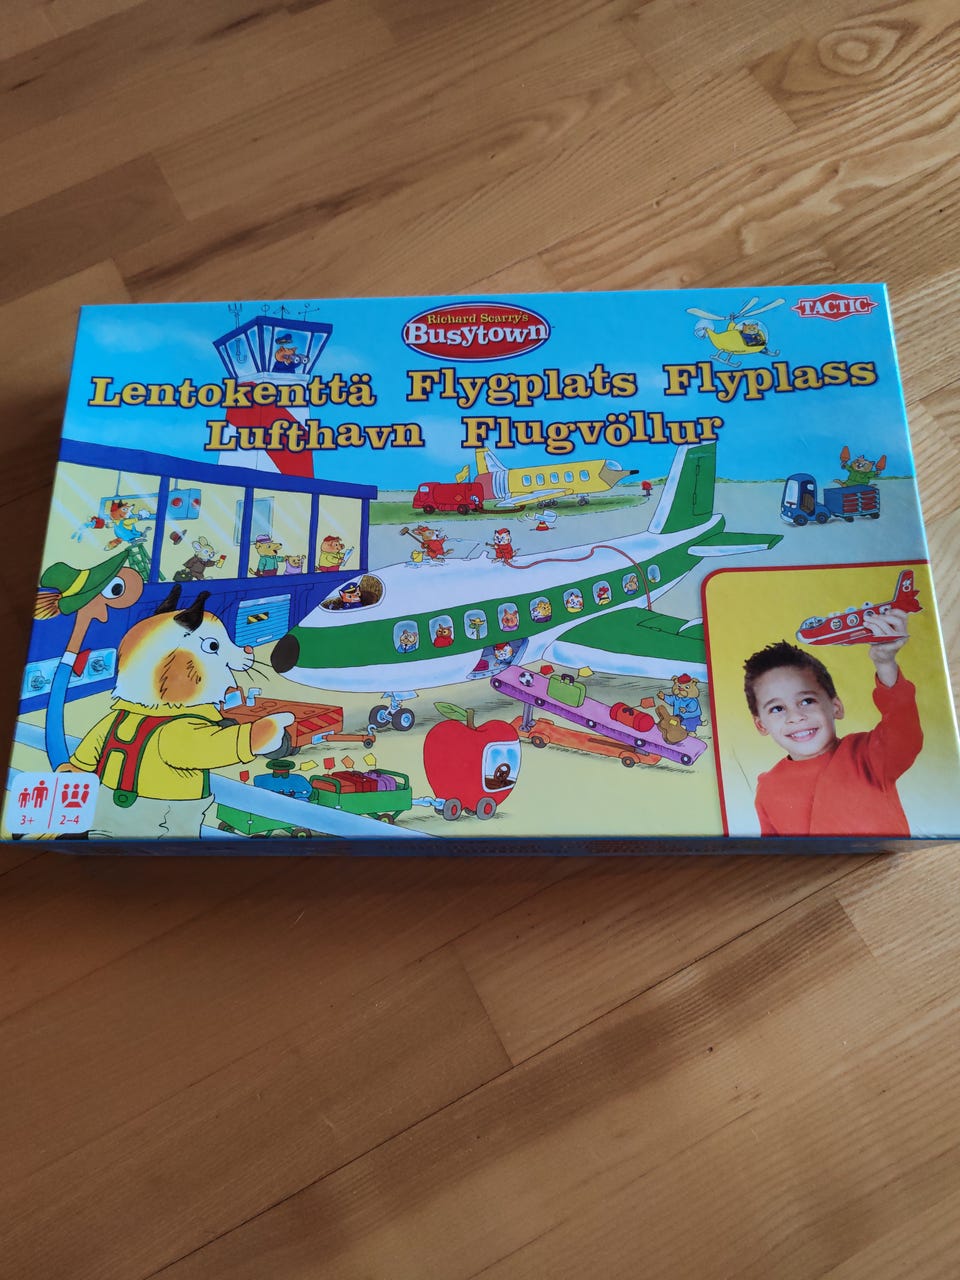 Richard Scarry's
Busytown
TACTIC
Lentokenttä Flygplats Flyplass
Lufthavn Flugvöllur
3+
2-4